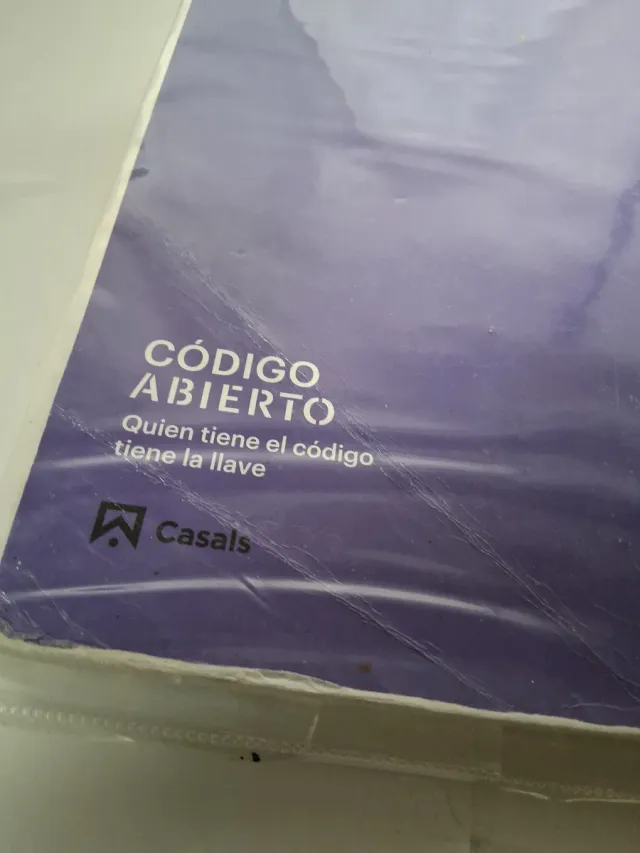 CÓDIGO
ABIERTO
Quien tiene el código
tiene la llave
Casals